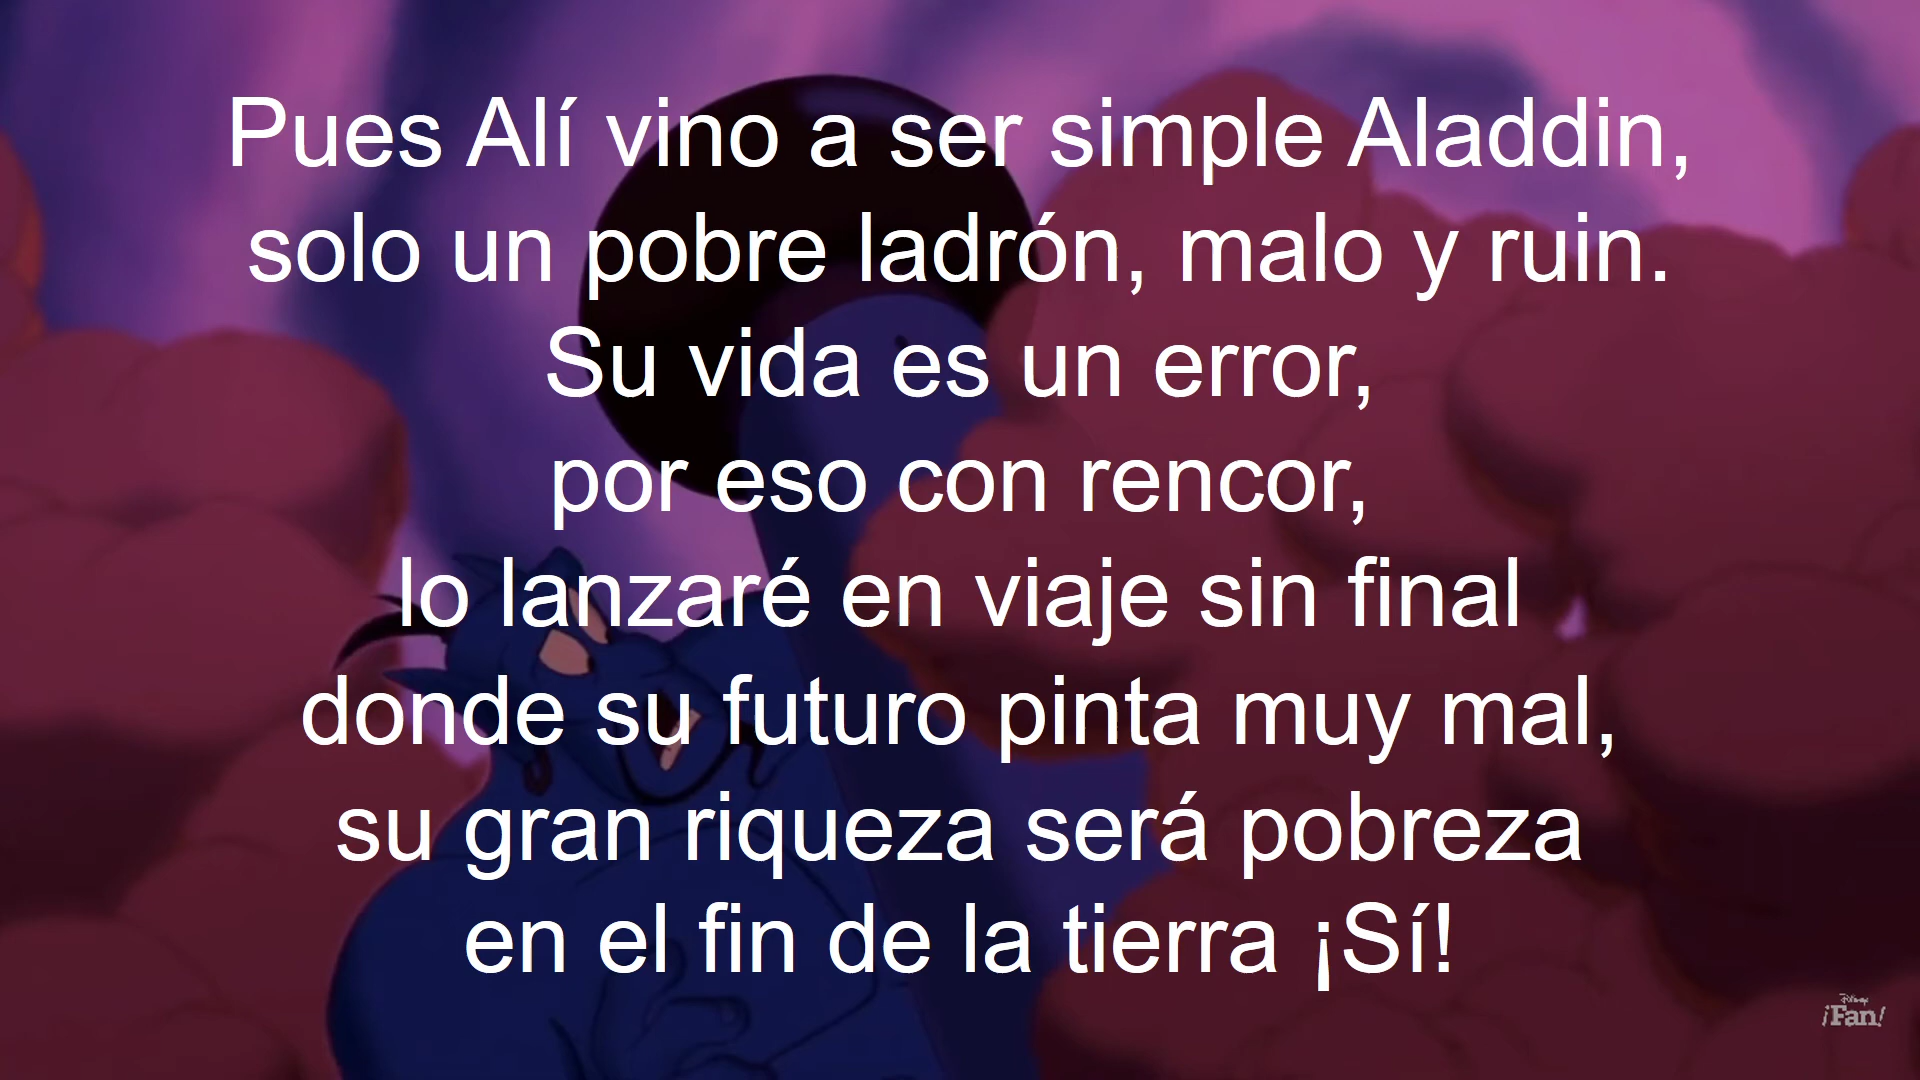 Pues Alí vino a ser simple Aladdin,
solo un pobre ladrón, malo y ruin.
Su vida es un error,
por eso con rencor,
lo lanzaré en viaje sin final
donde su futuro pinta muy mal,
su gran riqueza será pobreza
en el fin de la tierra ¡Sí!
Disney
¡Fan!